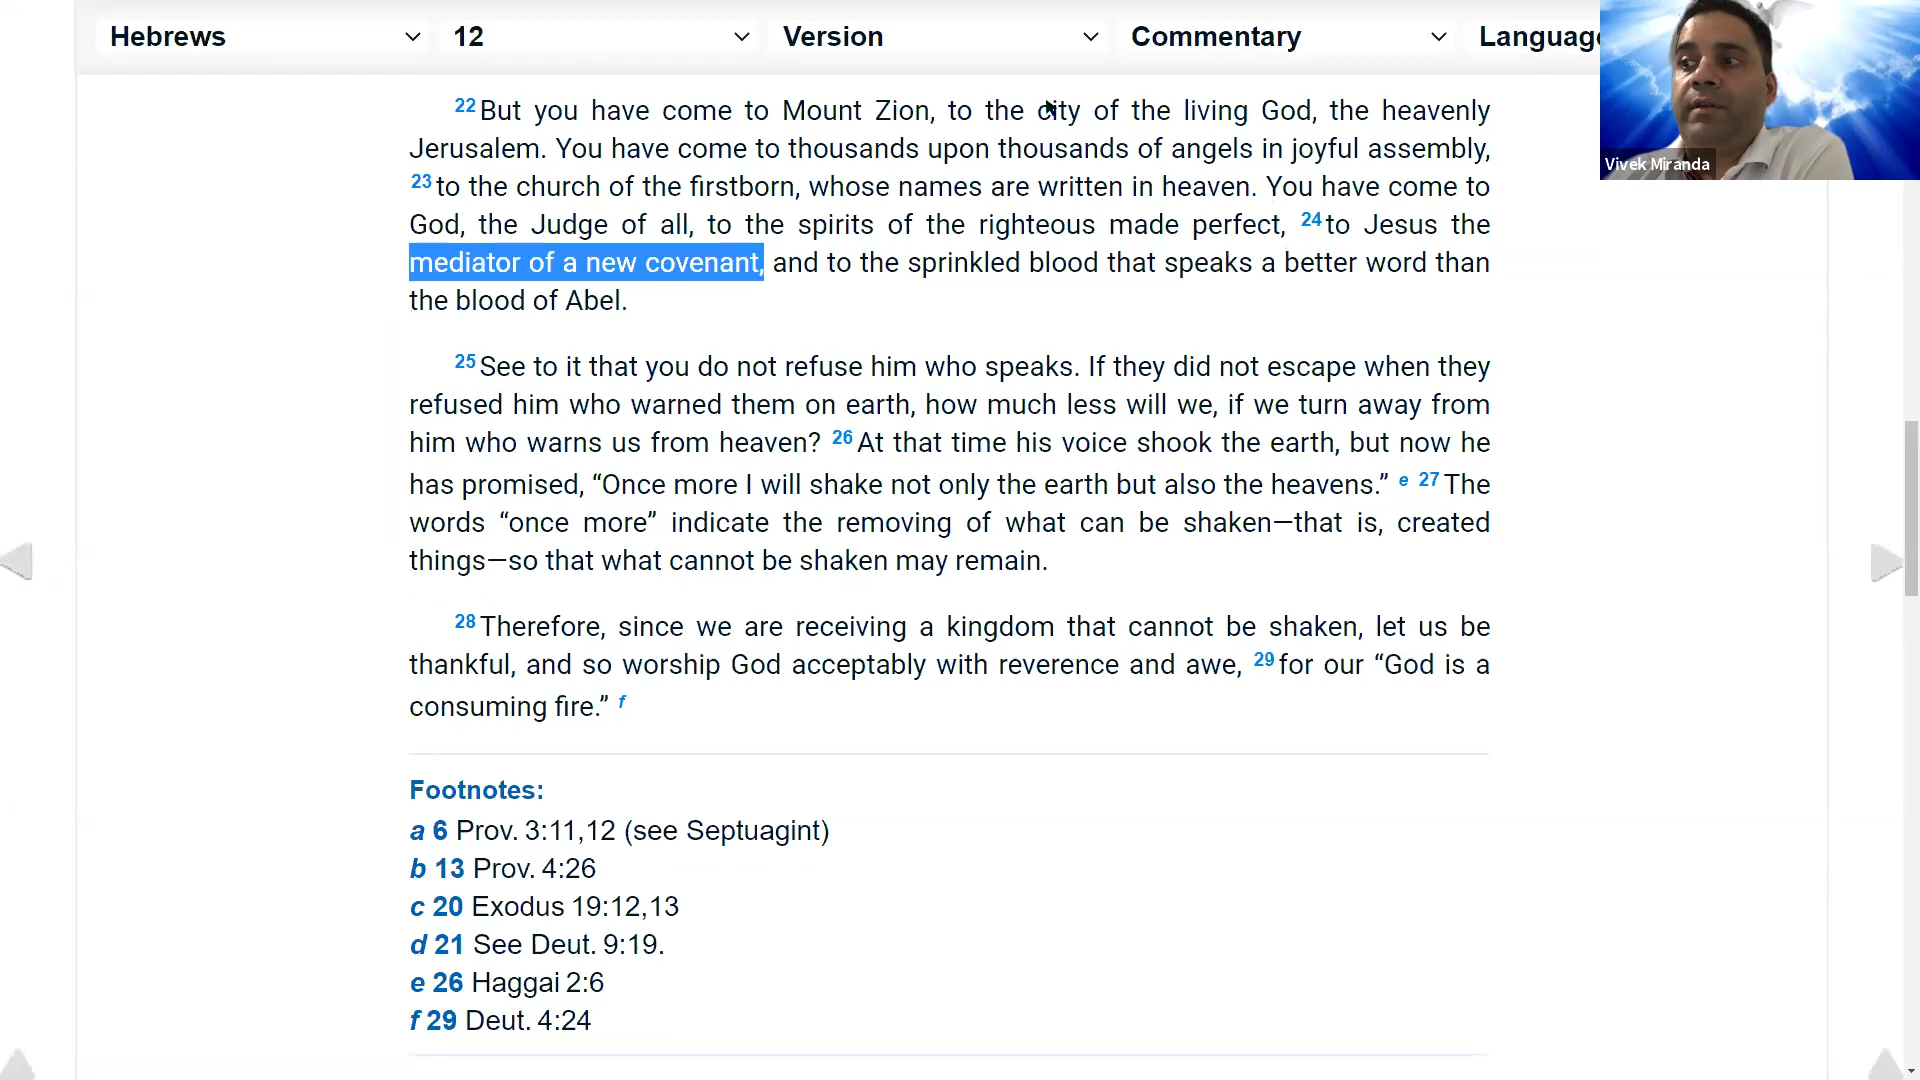 Hebrews 12 Version Commentary Language
22 But you have come to Mount Zion, to the city of the living God, the heavenly
Jerusalem. You have come to thousands upon thousands of angels in joyful assembly,
23 to the church of the firstborn, whose names are written in heaven. You have come to
God, the Judge of all, to the spirits of the righteous made perfect, 24 to Jesus the
mediator of a new covenant, and to the sprinkled blood that speaks a better word than
the blood of Abel.
25 See to it that you do not refuse him who speaks. If they did not escape when they
refused him who warned them on earth, how much less will we, if we turn away from
him who warns us from heaven? 26 At that time his voice shook the earth, but now he
has promised, “Once more I will shake not only the earth but also the heavens.” e 27 The
words “once more” indicate the removing of what can be shaken—that is, created
things—so that what cannot be shaken may remain.
28 Therefore, since we are receiving a kingdom that cannot be shaken, let us be
thankful, and so worship God acceptably with reverence and awe, 29 for our “God is a
consuming fire.” f
Footnotes:
a 6 Prov. 3:11,12 (see Septuagint)
b 13 Prov. 4:26
c 20 Exodus 19:12,13
d 21 See Deut. 9:19.
e 26 Haggai 2:6
f 29 Deut. 4:24
Vivek Miranda